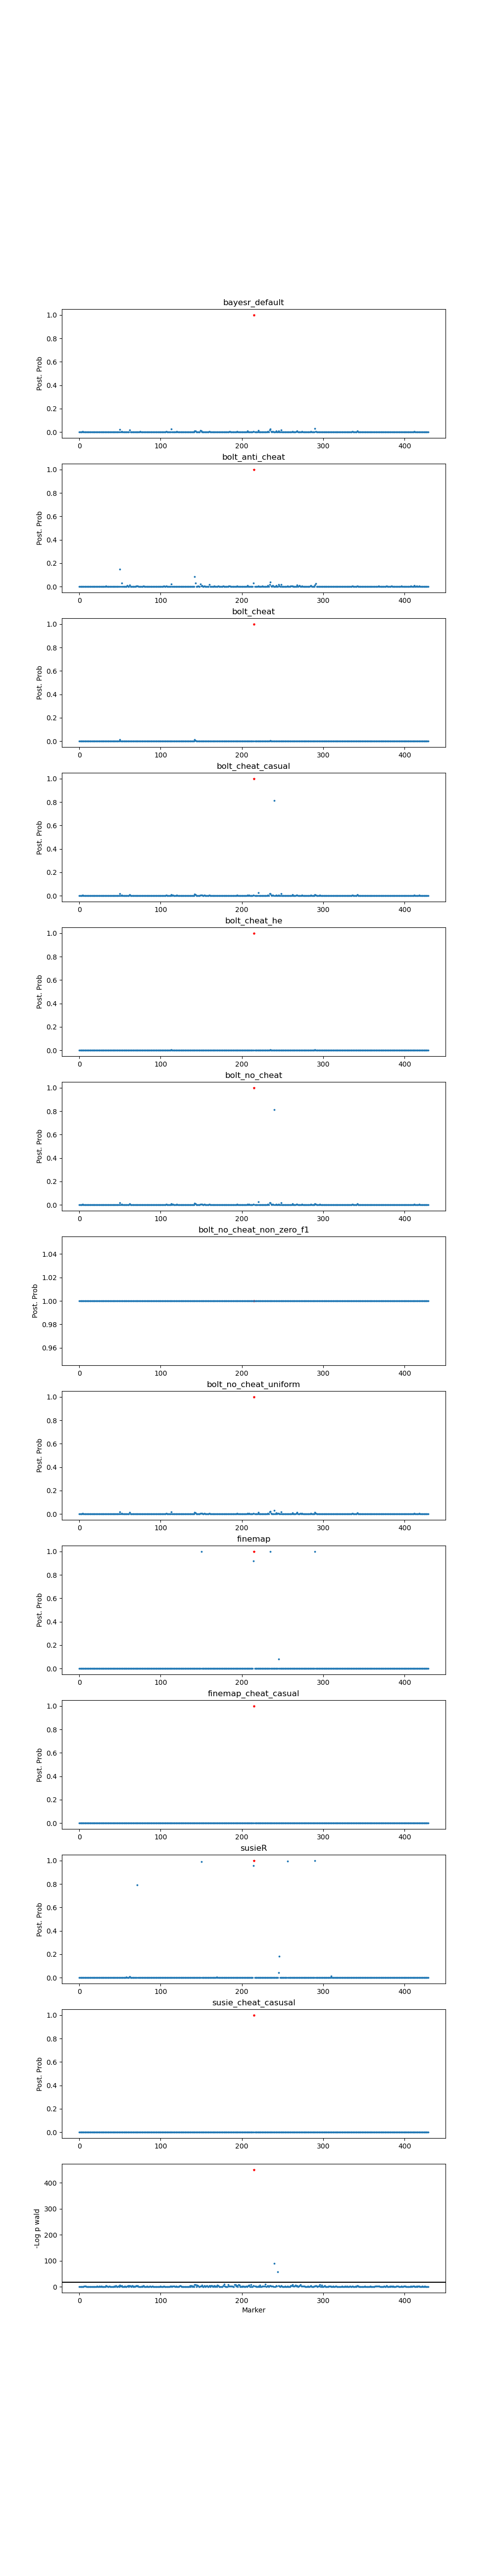 bayesr_default
1.0
0.8
0.6
0.4
0.2
0.0
Post. Prob
0 100 200 300 400
bolt_anti_cheat
1.0
0.8
0.6
0.4
0.2
0.0
Post. Prob
0 100 200 300 400
bolt_cheat
1.0
0.8
0.6
0.4
0.2
0.0
Post. Prob
0 100 200 300 400
bolt_cheat_casual
1.0
0.8
0.6
0.4
0.2
0.0
Post. Prob
0 100 200 300 400
bolt_cheat_he
1.0
0.8
0.6
0.4
0.2
0.0
Post. Prob
0 100 200 300 400
bolt_no_cheat
1.0
0.8
0.6
0.4
0.2
0.0
Post. Prob
0 100 200 300 400
bolt_no_cheat_non_zero_f1
1.04
1.02
1.00
0.98
0.96
Post. Prob
0 100 200 300 400
bolt_no_cheat_uniform
1.0
0.8
0.6
0.4
0.2
0.0
Post. Prob
0 100 200 300 400
finemap
1.0
0.8
0.6
0.4
0.2
0.0
Post. Prob
0 100 200 300 400
finemap_cheat_casual
1.0
0.8
0.6
0.4
0.2
0.0
Post. Prob
0 100 200 300 400
susieR
1.0
0.8
0.6
0.4
0.2
0.0
Post. Prob
0 100 200 300 400
susie_cheat_casusal
1.0
0.8
0.6
0.4
0.2
0.0
Post. Prob
0 100 200 300 400
400
300
200
100
0
-Log p wald
0 100 200 300 400
Marker